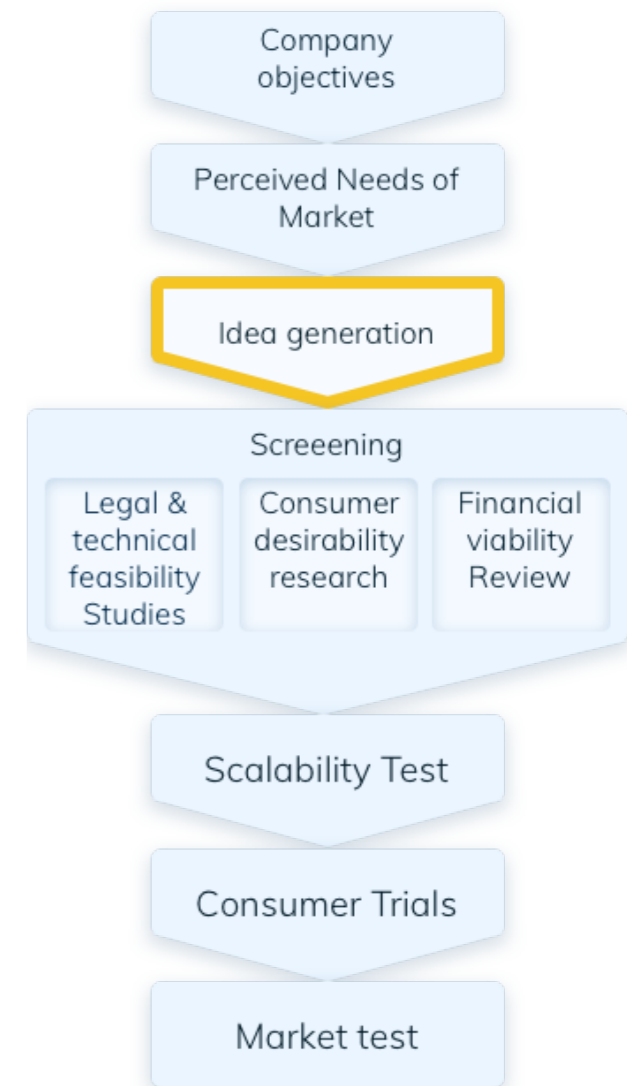 Company
objectives
Perceived Needs of
Market
Idea generation
Screeening
Legal &
technical
feasibility
Studies
Consumer
desirability
research
Financial
viability
Review
Scalability Test
Consumer Trials
Market test